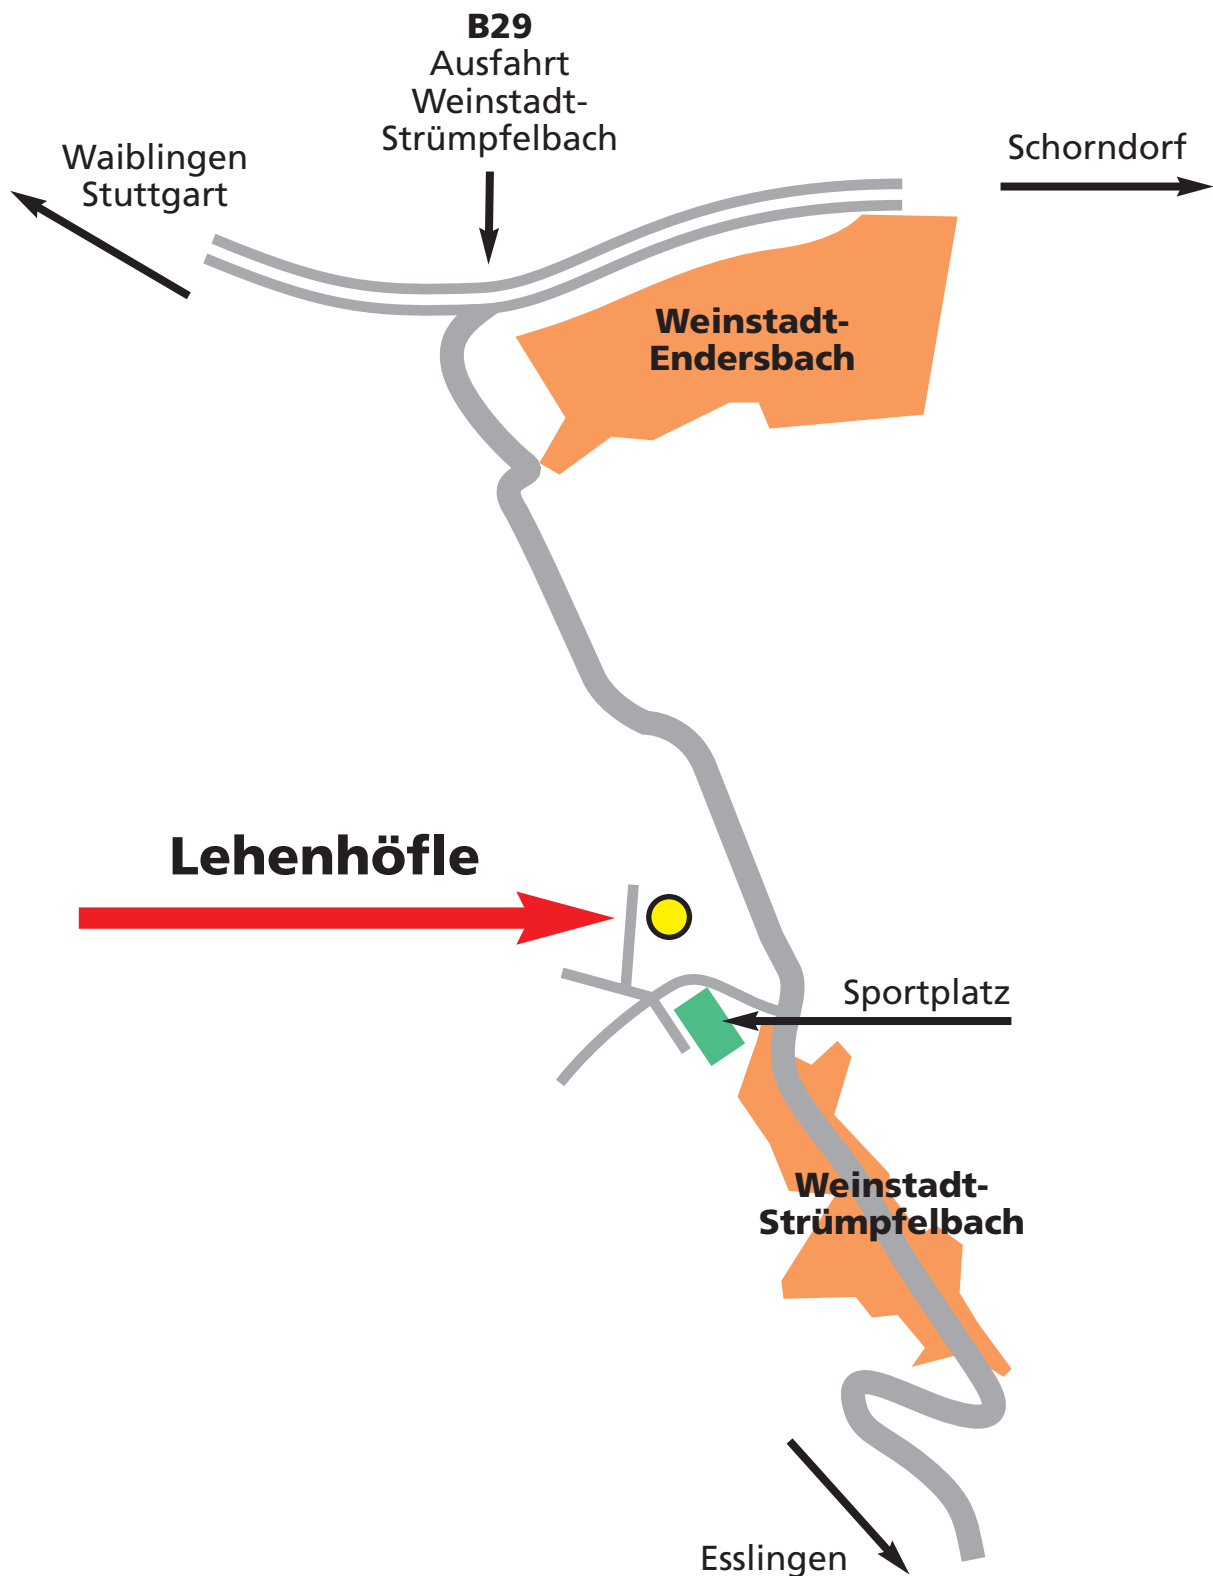 B29
Ausfahrt
Weinstadt-
Strümpfelbach
Waiblingen
Stuttgart
Schorndorf
Weinstadt-
Endersbach
Lehenhöfle
Sportplatz
Weinstadt-
Strümpfelbach
Esslingen